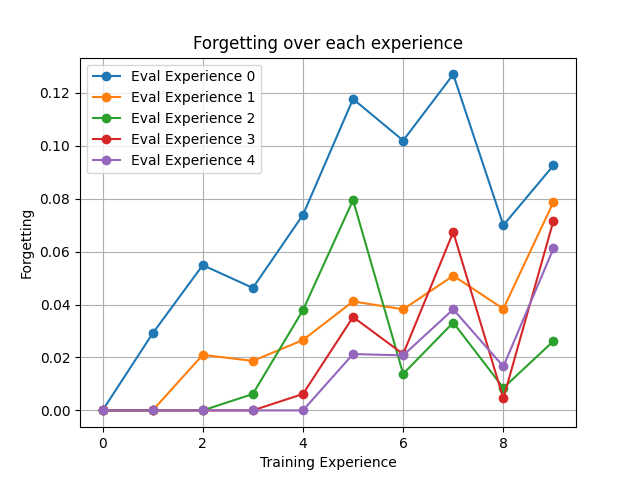 Forgetting over each experience
Eval Experience 0
Eval Experience 1
Eval Experience 2
Eval Experience 3
Eval Experience 4
Forgetting
0.12
0.10
0.08
0.06
0.04
0.02
0.00
0 2 4 6 8
Training Experience